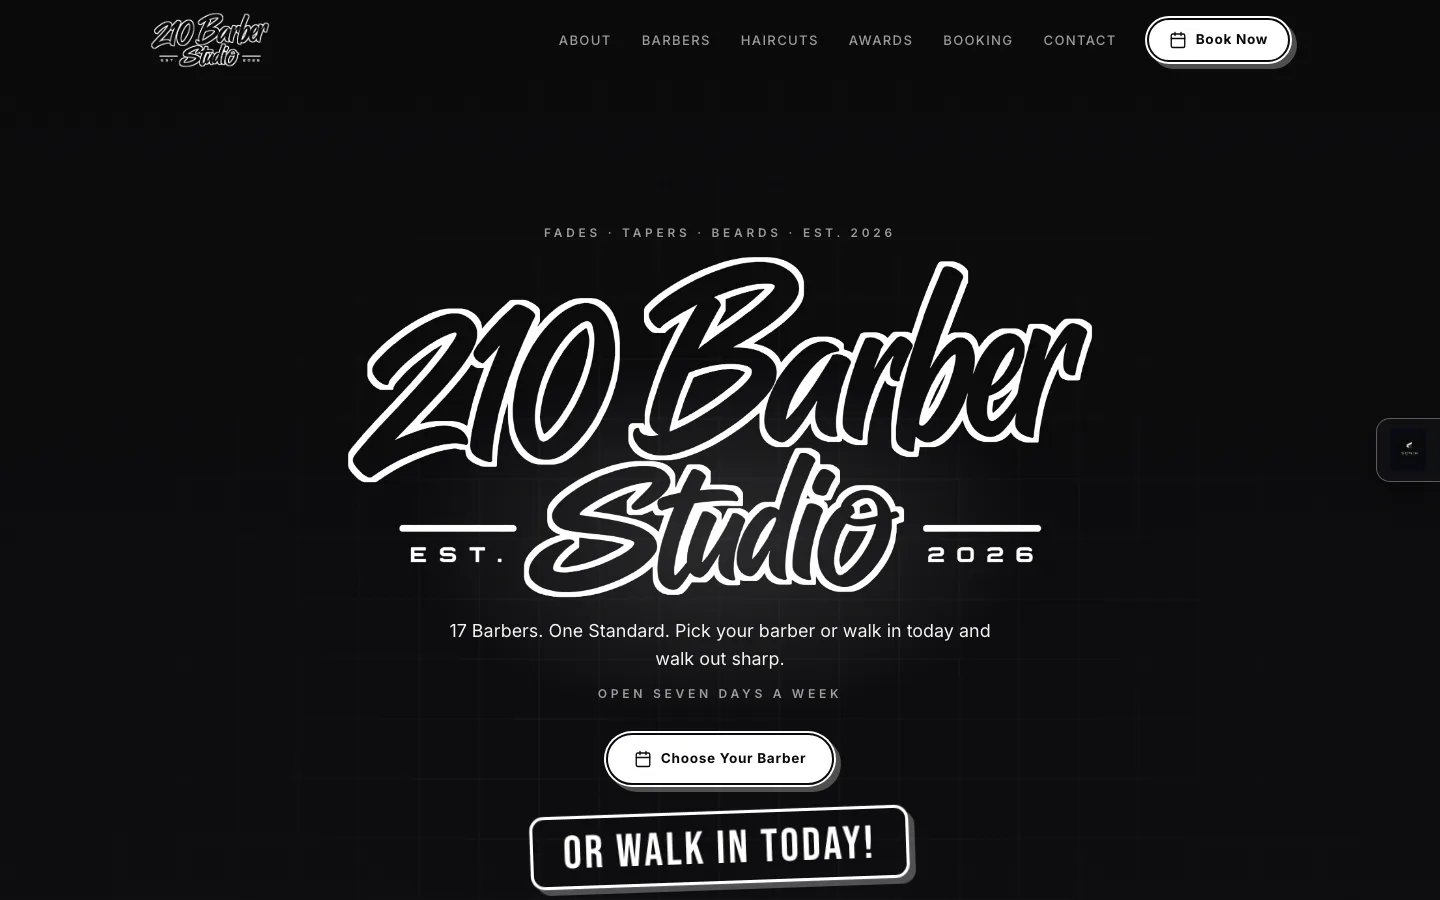 210 Barber
Studio
EST. 2026
ABOUT BARBERS HAIRCUTS AWARDS BOOKING CONTACT Book Now
FADES · TAPERS · BEARDS · EST. 2026
210 Barber
Studio
EST. 2026
17 Barbers. One Standard. Pick your barber or walk in today and
walk out sharp.
OPEN SEVEN DAYS A WEEK
Choose Your Barber
OR WALK IN TODAY!